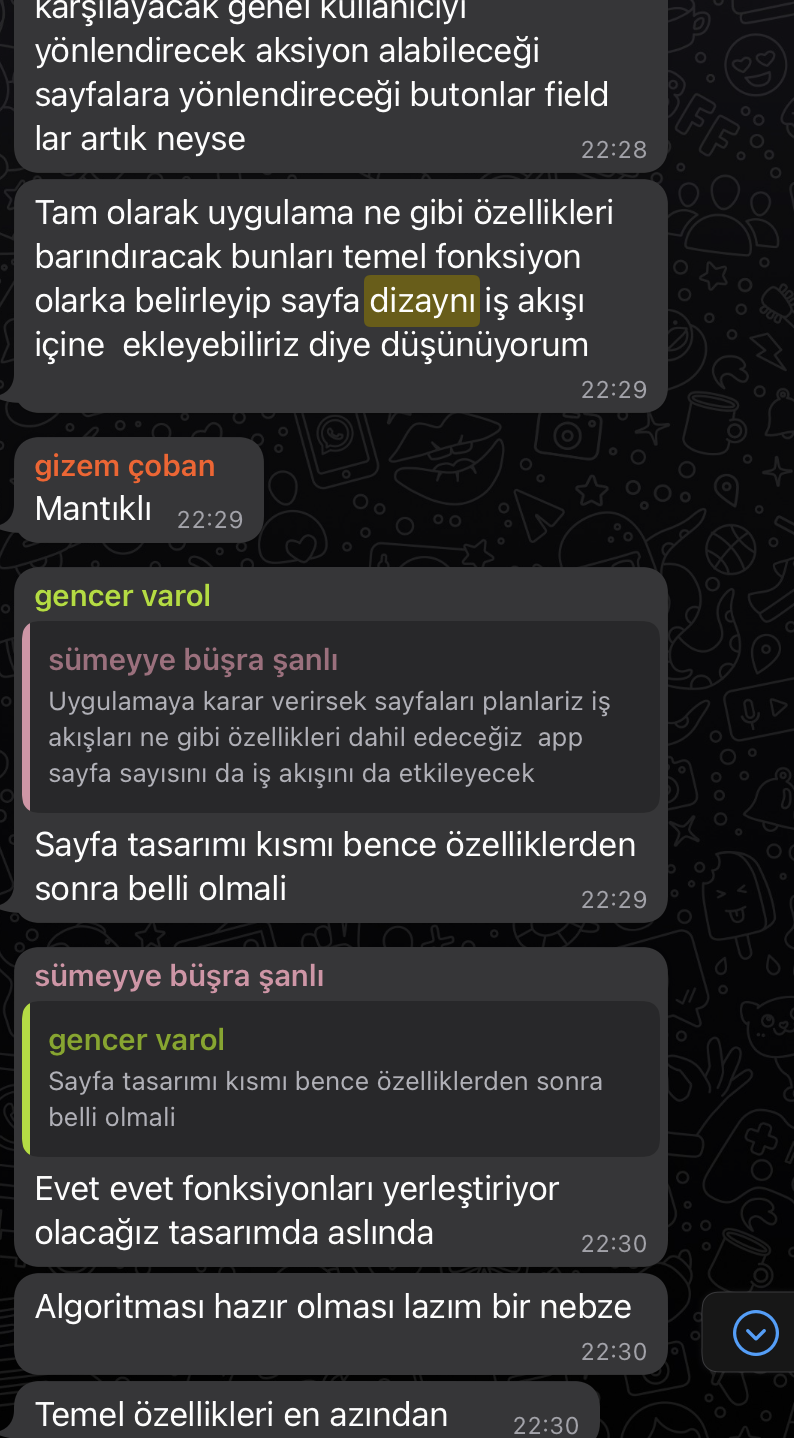 karşılayacak genel kullanıcıyı
yönlendirecek aksiyon alabileceği
sayfalara yönlendireceği butonlar field
lar artık neyse
22:28
Tam olarak uygulama ne gibi özellikleri
barındıracak bunları temel fonksiyon
olarka belirleyip sayfa dizaynı iş akışı
içine  ekleyebiliriz diye düşünüyorum
22:29
gizem çoban
Mantıklı 22:29
gencer varol
sümeyye büşra şanlı
Uygulamaya karar verirsek sayfaları planlariz iş
akışları ne gibi özellikleri dahil edeceğiz  app
sayfa sayısını da iş akışını da etkileyecek
Sayfa tasarımı kısmı bence özelliklerden
sonra belli olmali
22:29
sümeyye büşra şanlı
gencer varol
Sayfa tasarımı kısmı bence özelliklerden sonra
belli olmali
Evet evet fonksiyonları yerleştiriyor
olacağız tasarımda aslında
22:30
Algoritması hazır olması lazım bir nebze
22:30
Temel özellikleri en azından 22:30